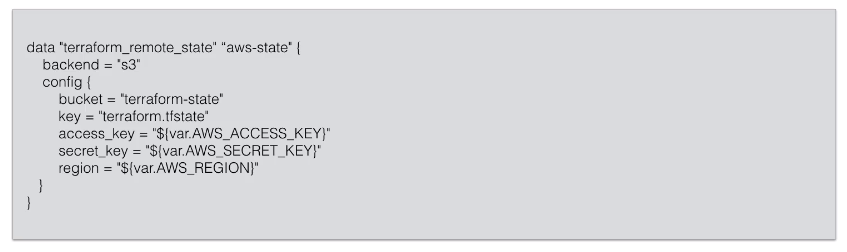 data "terraform_remote_state" "aws-state" {
backend = "s3"
config {
bucket = "terraform-state"
key = "terraform.tfstate"
access_key = "${var.AWS_ACCESS_KEY}"
secret_key = "${var.AWS_SECRET_KEY}"
region = "${var.AWS_REGION}"
}
}